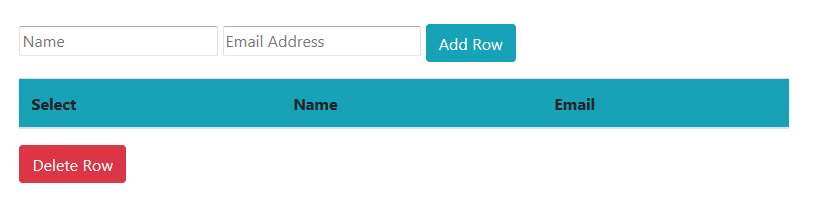 Name Email Address Add Row
Select Name Email
Delete Row